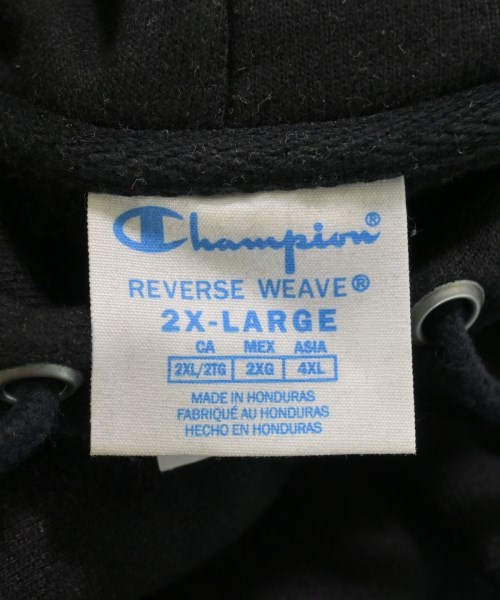 Champion®
REVERSE WEAVE®
2X-LARGE
CA MEX ASIA
2XL/2TG 2XG 4XL
MADE IN HONDURAS
FABRIQUÉ AU HONDURAS
HECHO EN HONDURAS